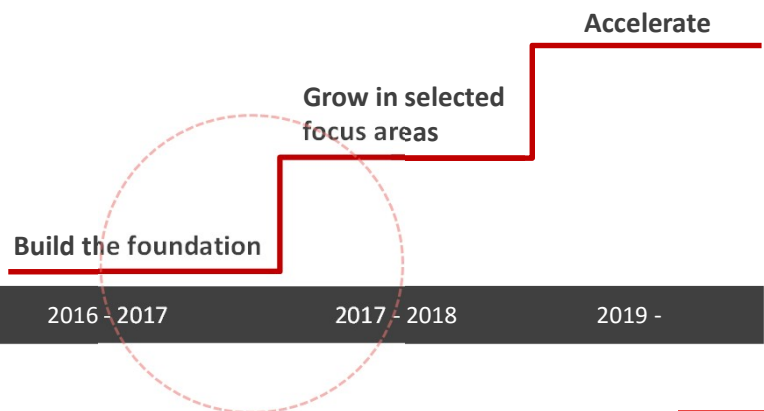 Accelerate
Grow in selected
focus areas
Build the foundation
2016 - 2017
2017 - 2018
2019 -